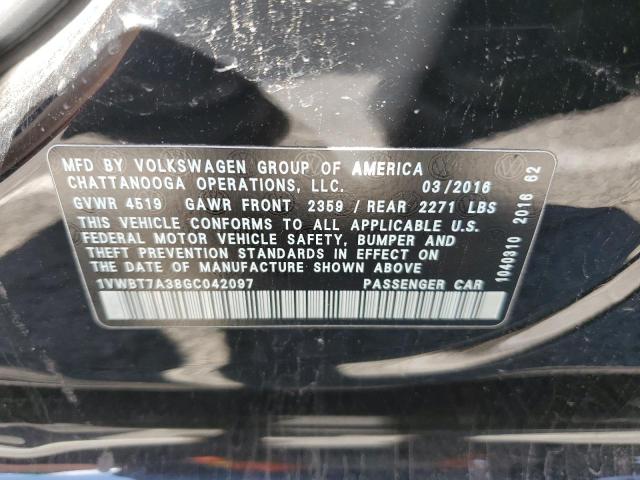 MFD BY VOLKSWAGEN GROUP OF AMERICA
CHATTANOOGA OPERATIONS, LLC. 03/2016
GVWR 4519 GAWR FRONT 2359 / REAR 2271 LBS
THIS VEHICLE CONFORMS TO ALL APPLICABLE U.S.
FEDERAL MOTOR VEHICLE SAFETY, BUMPER AND
THEFT PREVENTION STANDARDS IN EFFECT ON
THE DATE OF MANUFACTURE SHOWN ABOVE
1VWBT7A38GC042097 PASSENGER CAR
1040310 2016 62